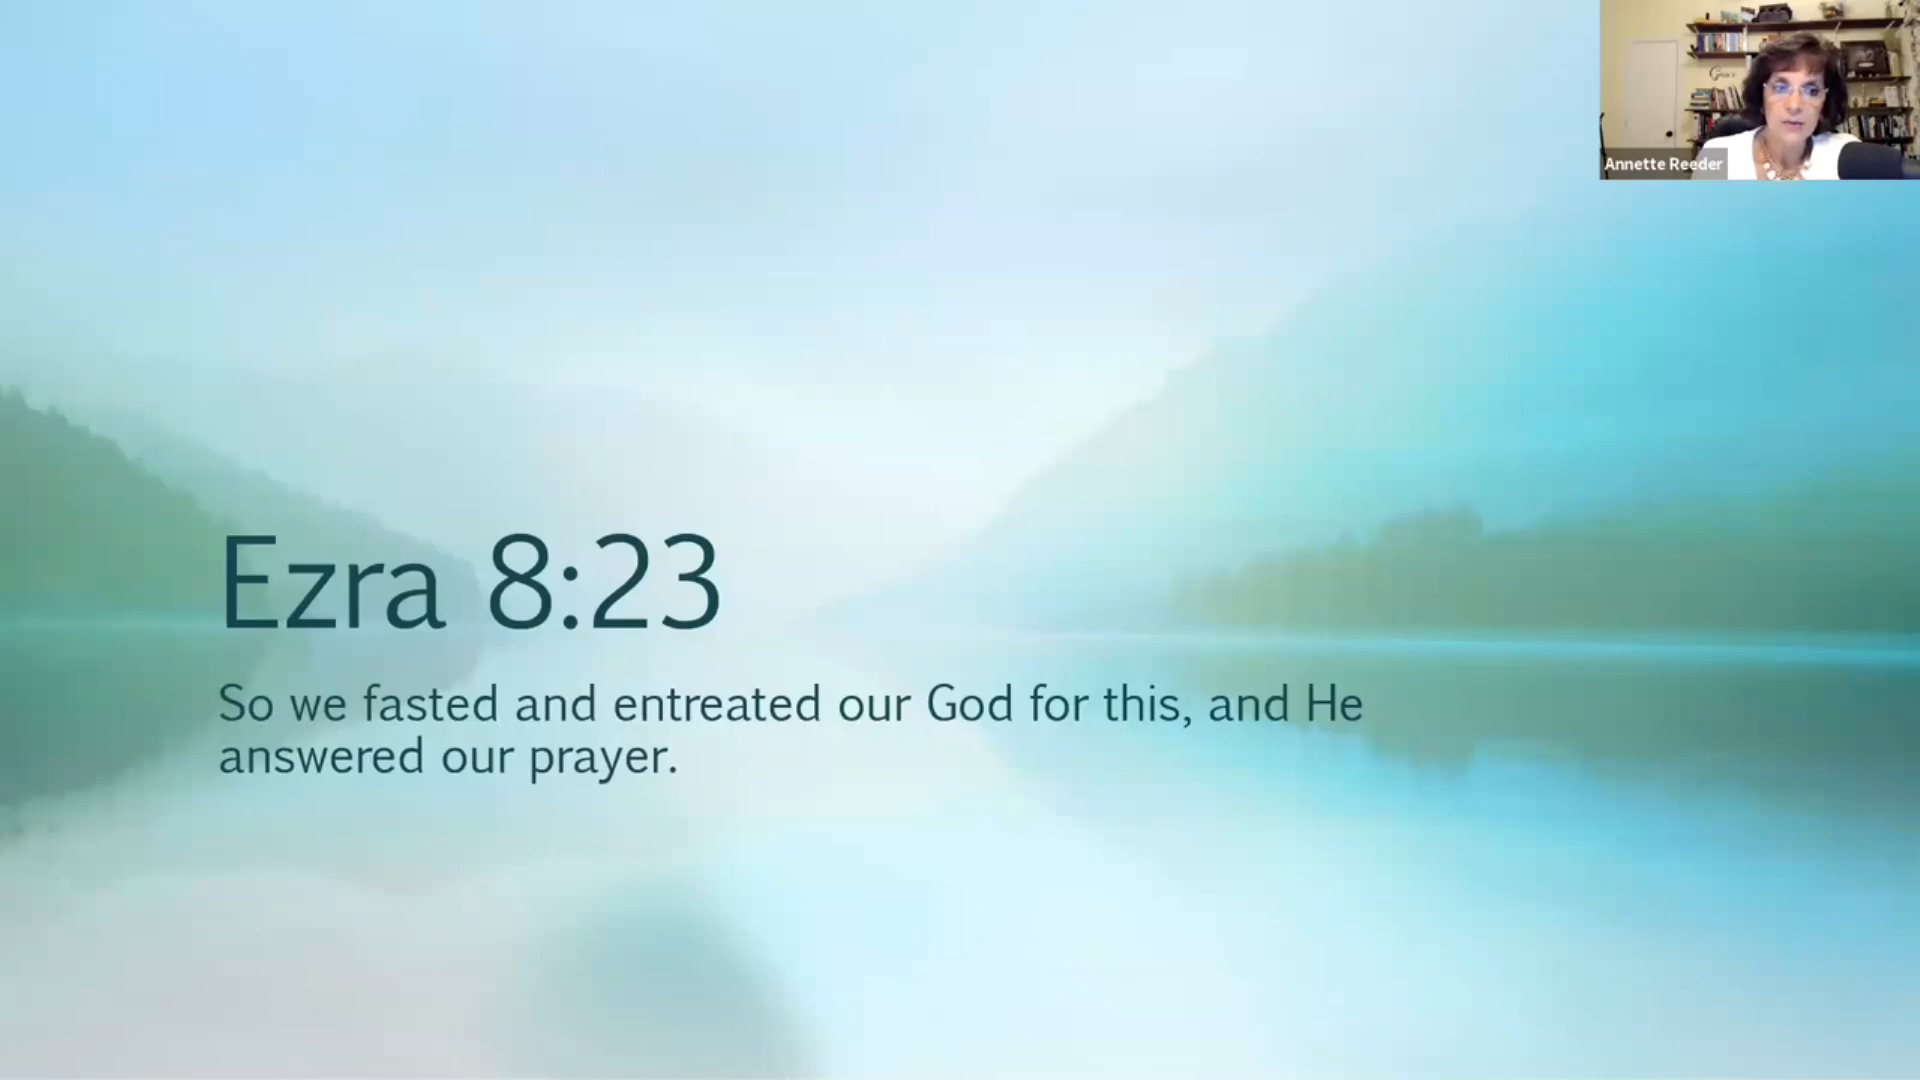 Grace
Annette Reeder
Ezra 8:23
So we fasted and entreated our God for this, and He
answered our prayer.